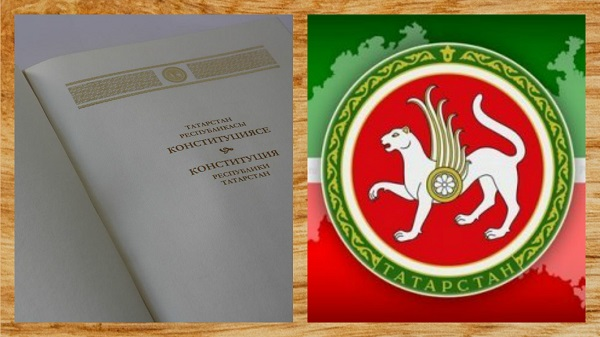 ТАТАРСТАН
РЕСПУБЛИКАСЫ
КОНСТИТУЦИЯСЕ
КОНСТИТУЦИЯ
РЕСПУБЛИКИ
ТАТАРСТАН
ТАТАРСТАН